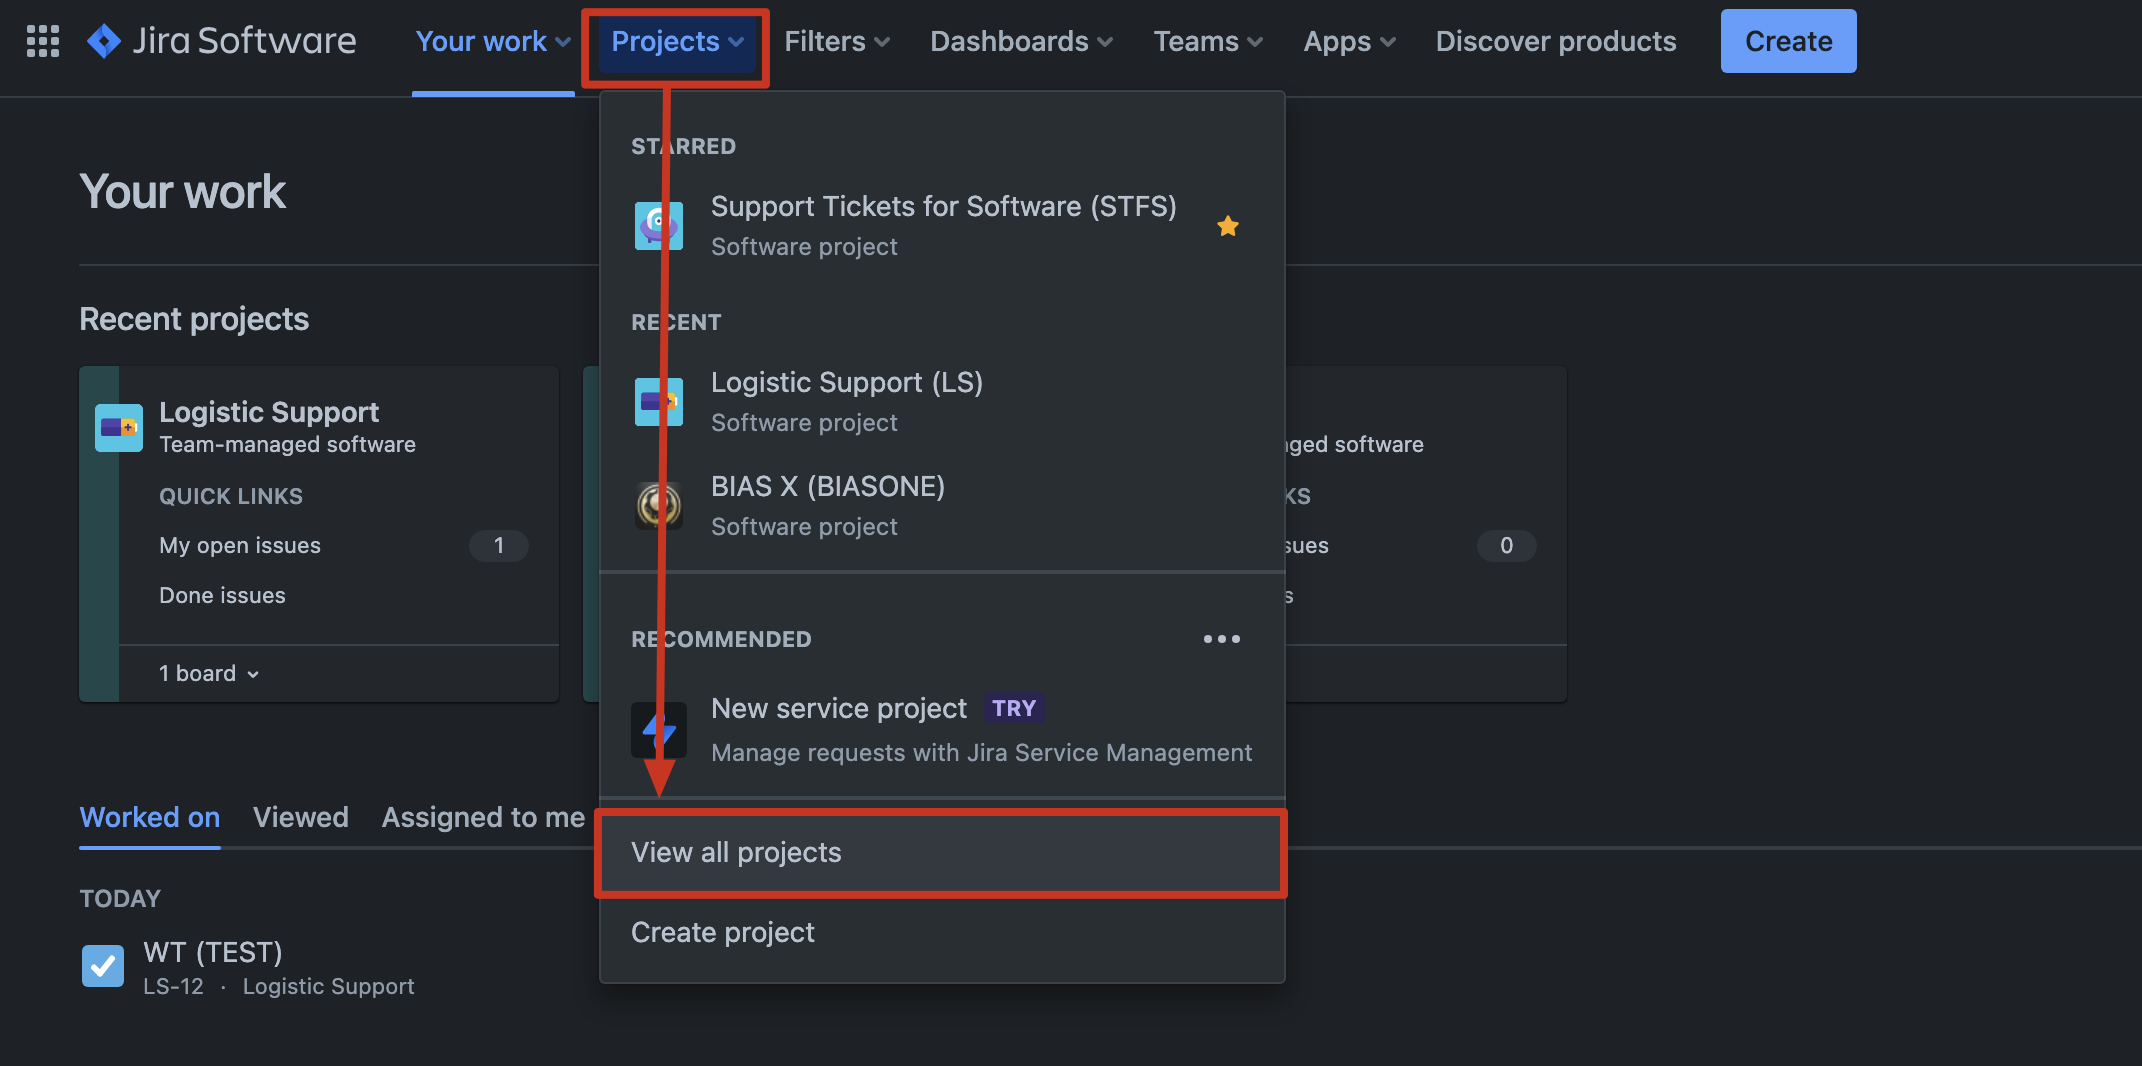 Jira Software
Your work
Projects
Filters
Dashboards
Teams
Apps
Discover products
Create
Your work
Recent projects
Logistic Support
Team-managed software
QUICK LINKS
My open issues 1
Done issues
1 board
STARRED
Support Tickets for Software (STFS)
Software project
RECENT
Logistic Support (LS)
Software project
BIAS X (BIASONE)
Software project
RECOMMENDED
New service project TRY
Manage requests with Jira Service Management
View all projects
Create project
software
0
Worked on
Viewed
Assigned to me
TODAY
WT (TEST)
LS-12 · Logistic Support